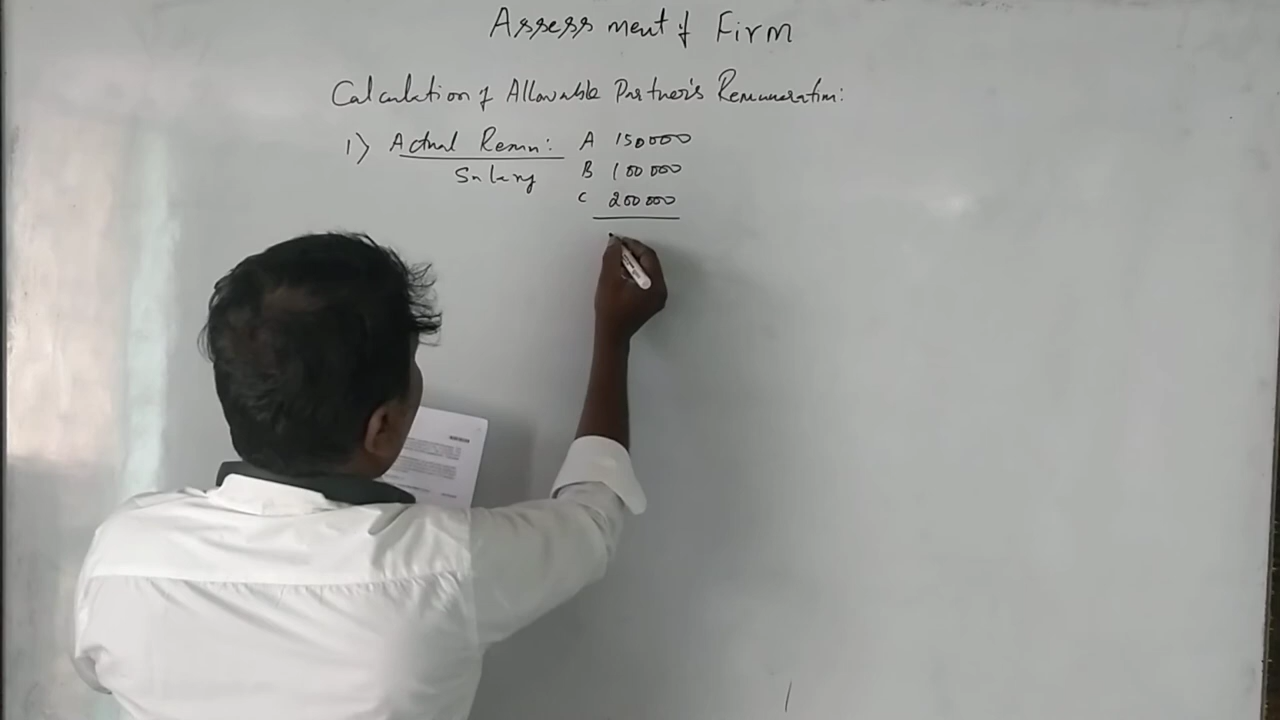 Assessment of Firm
Calculation of Allowable Partner's Remuneration:
1) Actual Remn: A 150000
Salary B 100000
C 200000